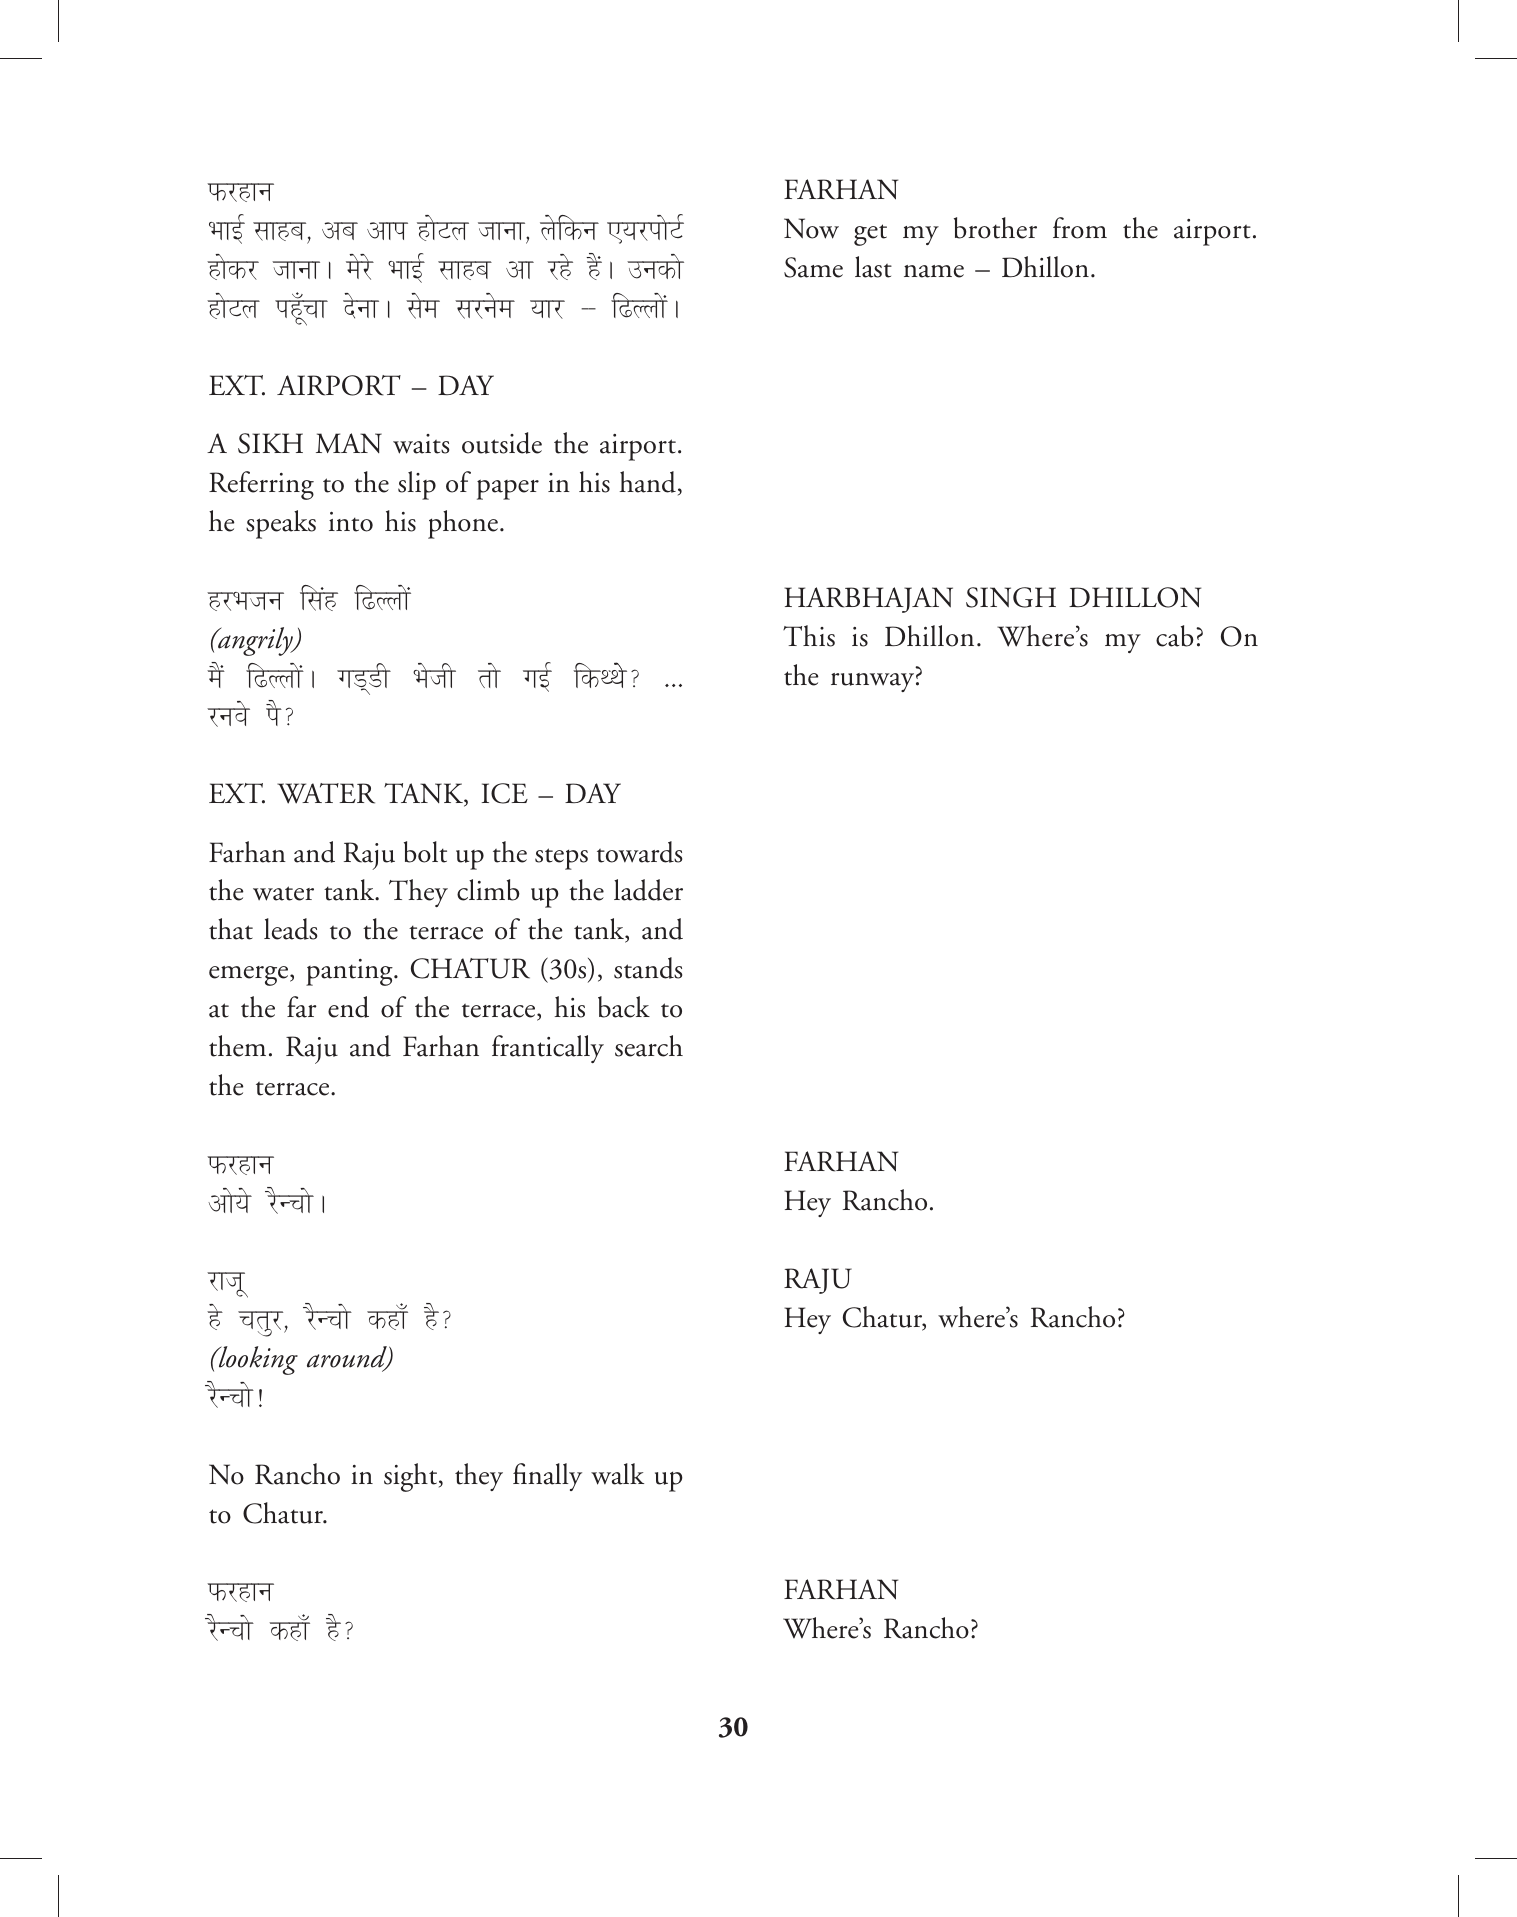 फरहान
भाई साहब, अब आप होटल जाना, लेकिन एयरपोर्ट
होकर जाना। मेरे भाई साहब आ रहे हैं। उनको
होटल पहूँचा देना। सेम सरनेम यार – ढिल्लों।
FARHAN
Now get my brother from the airport.
Same last name – Dhillon.
EXT. AIRPORT – DAY
A SIKH MAN waits outside the airport.
Referring to the slip of paper in his hand,
he speaks into his phone.
हरभजन सिंह ढिल्लों
(angrily)
मैं ढिल्लों। गड्डी भेजी तो गई किथ्थे? ...
रनवे पै?
HARBHAJAN SINGH DHILLON
This is Dhillon. Where’s my cab? On
the runway?
EXT. WATER TANK, ICE – DAY
Farhan and Raju bolt up the steps towards
the water tank. They climb up the ladder
that leads to the terrace of the tank, and
emerge, panting. CHATUR (30s), stands
at the far end of the terrace, his back to
them. Raju and Farhan frantically search
the terrace.
फरहान
ओये रैन्चो।
FARHAN
Hey Rancho.
राजू
हे चतुर, रैन्चो कहाँ है?
(looking around)
रैन्चो!
RAJU
Hey Chatur, where’s Rancho?
No Rancho in sight, they finally walk up
to Chatur.
फरहान
रैन्चो कहाँ है?
FARHAN
Where’s Rancho?
30